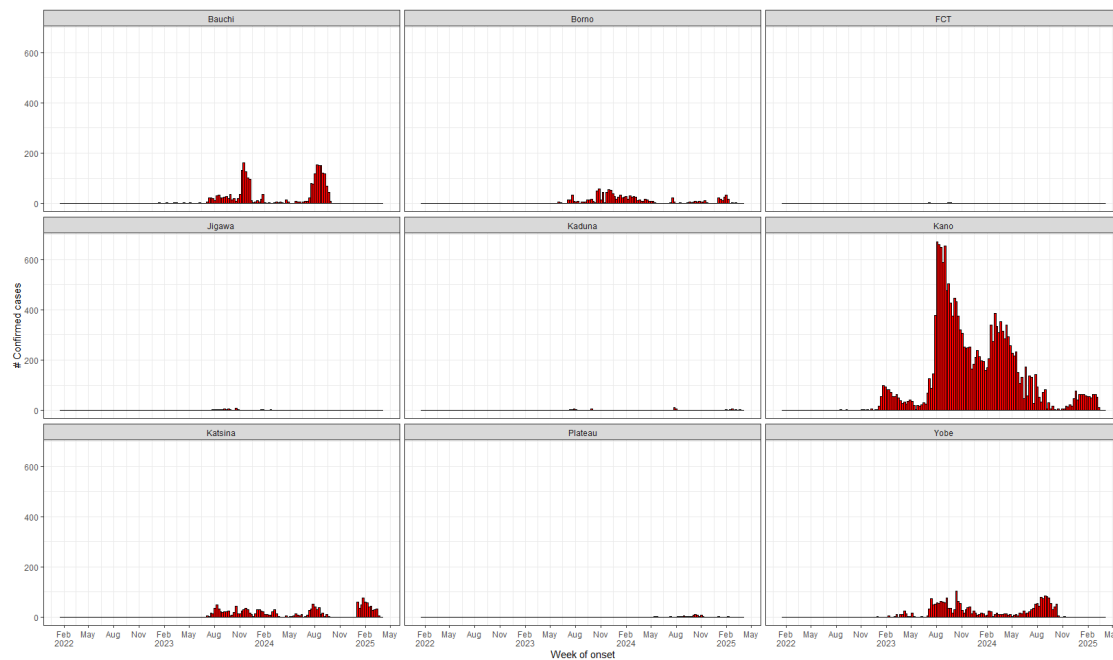 Bauchi Borno FCT
600
400
200
0
Jigawa Kaduna Kano
600
400
200
0
Katsina Plateau Yobe
600
400
200
0
# Confirmed cases
Feb May Aug Nov Feb May Aug Nov Feb May Aug Nov Feb May Feb May Aug Nov Feb May Aug Nov Feb May Aug Nov Feb May Feb May Aug Nov Feb May Aug Nov Feb May Aug Nov Feb Ma
2022 2023 2024 2025 2022 2023 2024 2025 2022 2023 2024 2025
Week of onset